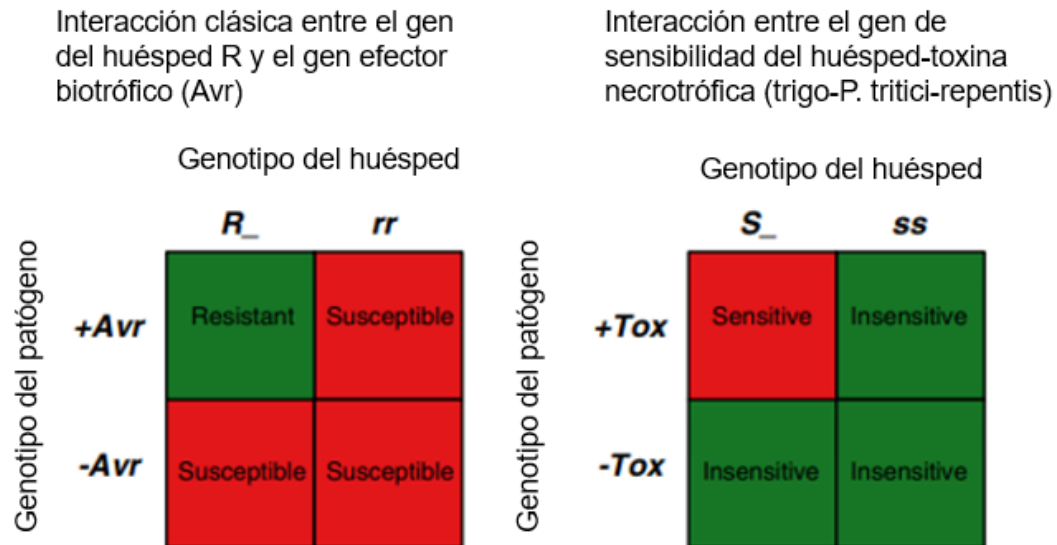 Interacción clásica entre el gen
del huésped R y el gen efector
biotrófico (Avr)
Genotipo del huésped
R_ rr
Genotipo del patógeno
+Avr Resistant Susceptible
-Avr Susceptible Susceptible
Interacción entre el gen de
sensibilidad del huésped-toxina
necrotrófica (trigo-P. tritici-repentis)
Genotipo del huésped
S_ ss
Genotipo del patógeno
+Tox Sensitive Insensitive
-Tox Insensitive Insensitive